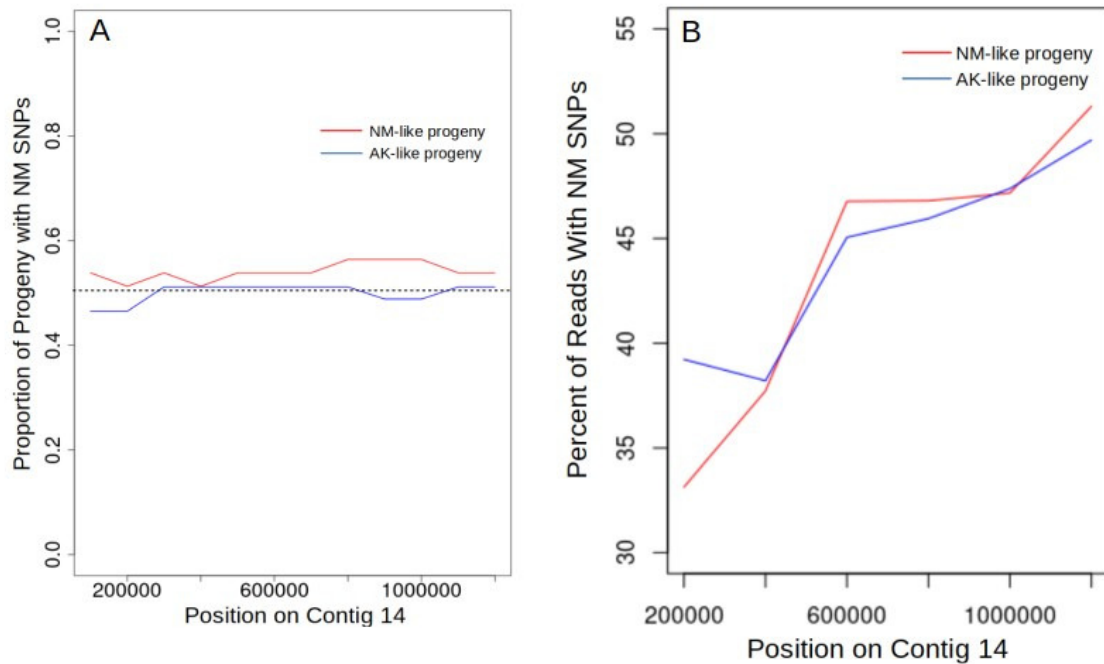 A
Proportion of Progeny with NM SNPs
1.0
0.8
0.6
0.4
0.2
0.0
NM-like progeny
AK-like progeny
200000
600000
1000000
Position on Contig 14
B
Percent of Reads With NM SNPs
55
50
45
40
35
30
NM-like progeny
AK-like progeny
200000
600000
1000000
Position on Contig 14